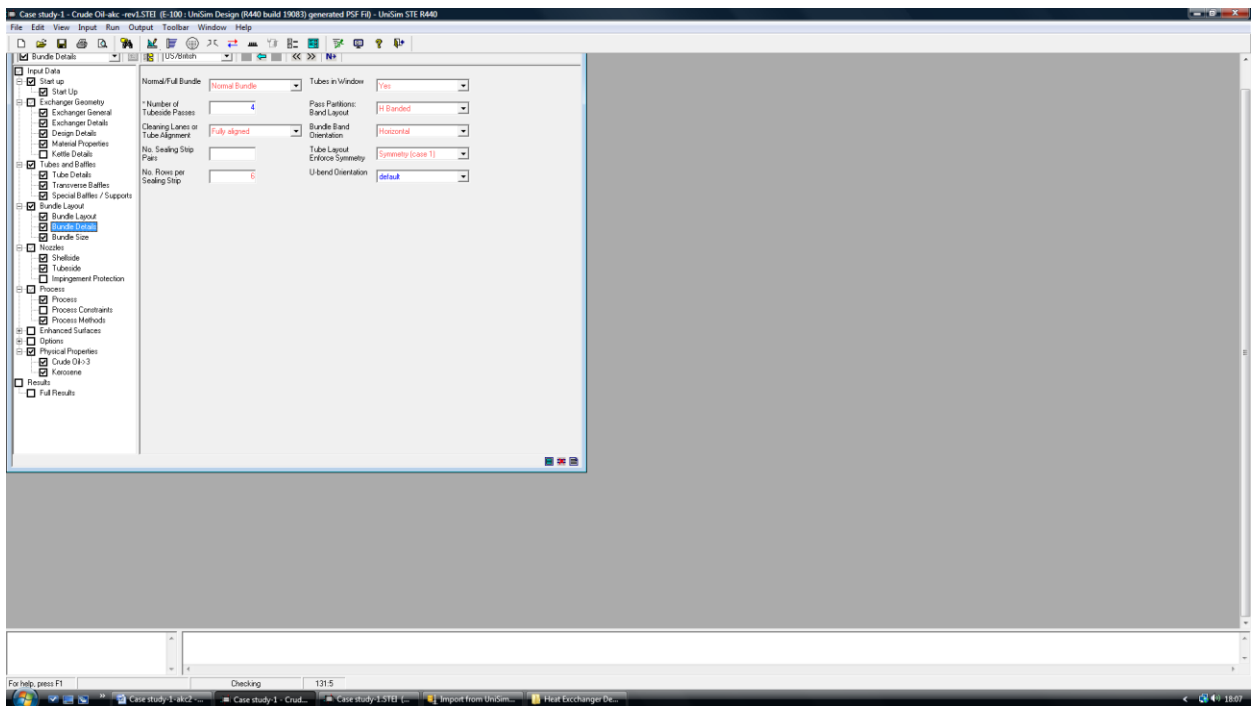 Case study-1 - Crude Oil-akc -rev1.STEI (E-100 : UniSim Design (R440 build 19083) generated PSF Fil) - UniSim STE R440
File Edit View Input Run Output Toolbar Window Help
Bundle Details US/British N+
Input Data
Start up
Start Up
Exchanger Geometry
Exchanger General
Exchanger Details
Design Details
Material Properties
Kettle Details
Tubes and Baffles
Tube Details
Transverse Baffles
Special Baffles / Supports
Bundle Layout
Bundle Layout
Bundle Details
Bundle Size
Nozzles
Shellside
Tubeside
Impingement Protection
Process
Process
Process Constraints
Process Methods
Enhanced Surfaces
Options
Physical Properties
Crude Oil->3
Kerosene
Results
Full Results
Normal/Full Bundle Normal Bundle
* Number of
Tubeside Passes 4
Cleaning Lanes or
Tube Alignment Fully aligned
No. Sealing Strip
Pairs
No. Rows per
Sealing Strip 6
Tubes in Window Yes
Pass Partitions:
Band Layout H Banded
Bundle Band
Orientation Horizontal
Tube Layout
Enforce Symmetry Symmetry (case 1)
U-bend Orientation default
For help, press F1 Checking 131:5
Case study-1-akc2 -... Case study-1 - Crud... Case study-1.STEI (... Import from UniSim... Heat Excchanger De... 18:07